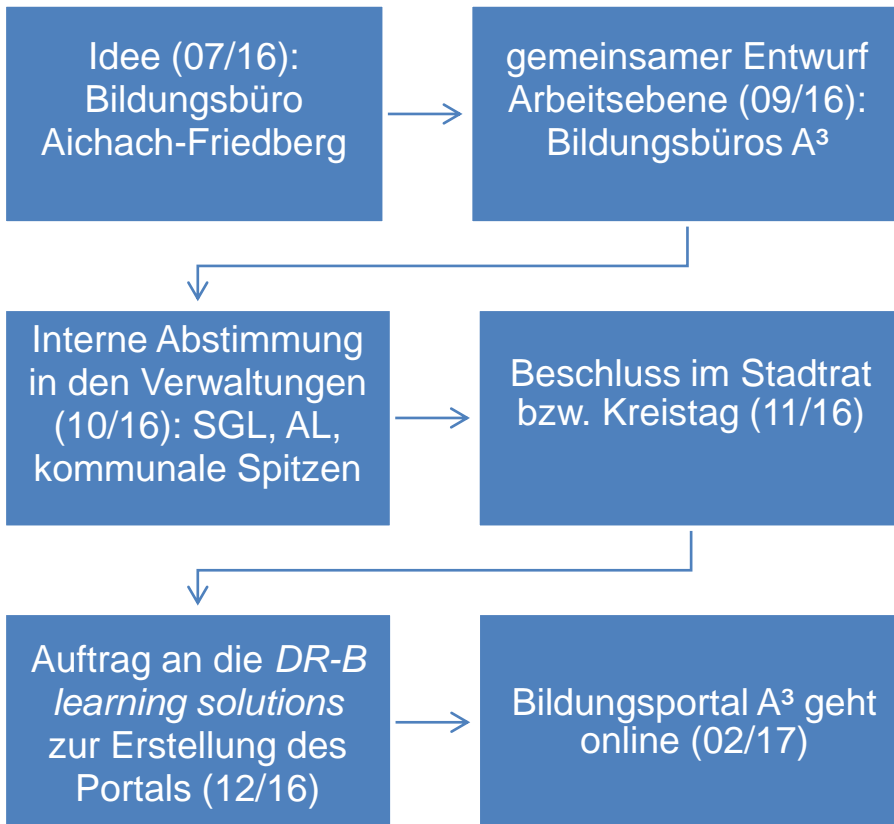 Idee (07/16):
Bildungsbüro
Aichach-Friedberg
gemeinsamer Entwurf
Arbeitsebene (09/16):
Bildungsbüros A³
Interne Abstimmung
in den Verwaltungen
(10/16): SGL, AL,
kommunale Spitzen
Beschluss im Stadtrat
bzw. Kreistag (11/16)
Auftrag an die DR-B
learning solutions
zur Erstellung des
Portals (12/16)
Bildungsportal A³ geht
online (02/17)